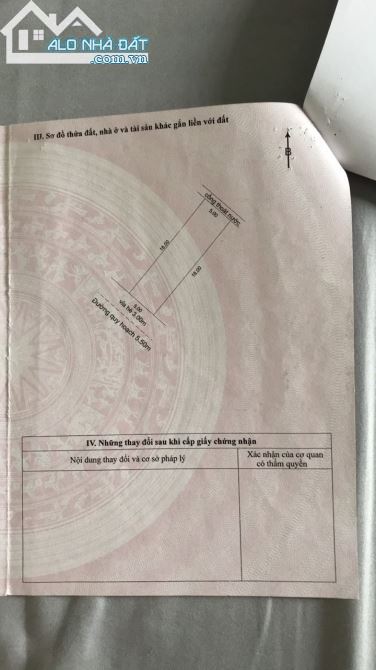 ALO NHÀ ĐẤT
.com.vn
III. Sơ đồ thửa đất, nhà ở và tài sản khác gắn liền với đất
B
cống thoát nước
5.00
18.00
18.00
5.00
vỉa hè 3.00m
Đường quy hoạch 5.50m
IV. Những thay đổi sau khi cấp giấy chứng nhận
Nội dung thay đổi và cơ sở pháp lý
Xác nhận của cơ quan
có thẩm quyền